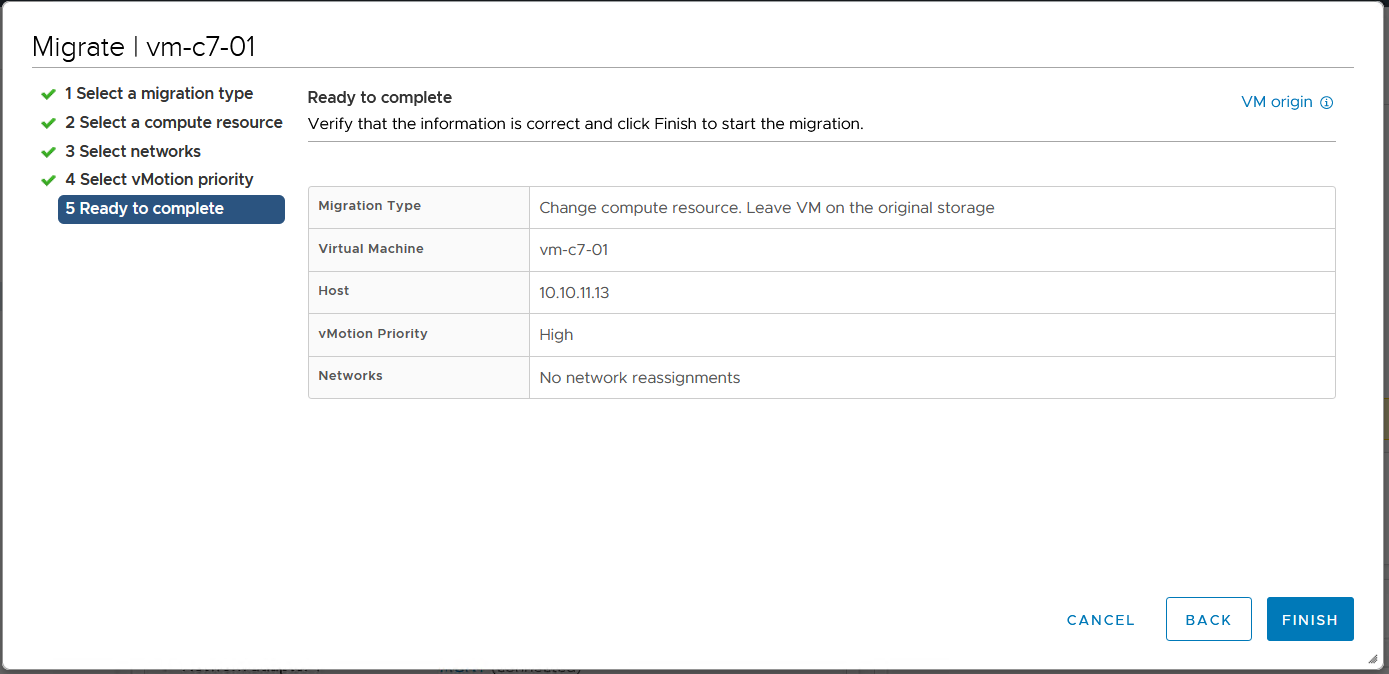 Migrate | vm-c7-01
1 Select a migration type
2 Select a compute resource
3 Select networks
4 Select vMotion priority
5 Ready to complete
Ready to complete
VM origin
Verify that the information is correct and click Finish to start the migration.
Migration Type
Change compute resource. Leave VM on the original storage
Virtual Machine
vm-c7-01
Host
10.10.11.13
vMotion Priority
High
Networks
No network reassignments
CANCEL
BACK
FINISH